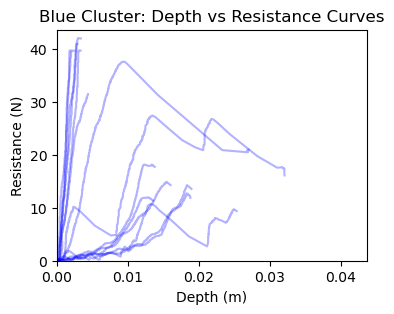 Blue Cluster: Depth vs Resistance Curves
Resistance (N)
40
30
20
10
0
0.00 0.01 0.02 0.03 0.04
Depth (m)